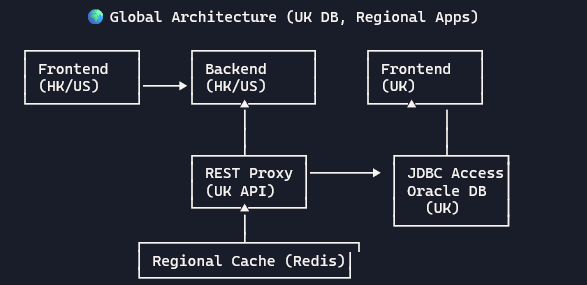 🌍 Global Architecture (UK DB, Regional Apps)
Frontend
(HK/US)
Backend
(HK/US)
Frontend
(UK)
REST Proxy
(UK API)
JDBC Access
Oracle DB
(UK)
Regional Cache (Redis)